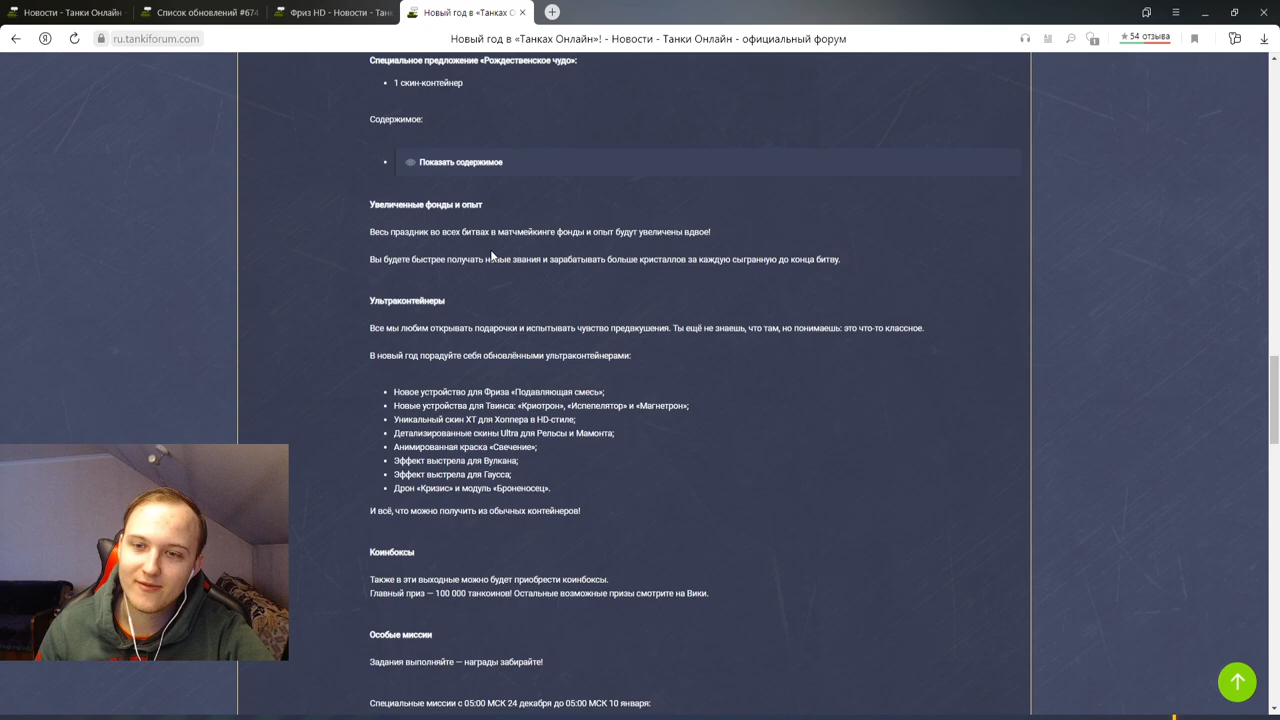 Новости - Танки Онлайн
Список обновлений #674
Фриз HD - Новости - Танк
Новый год в «Танках О
ru.tankiforum.com
Новый год в «Танках Онлайн»! - Новости - Танки Онлайн - официальный форум
54 отзыва
Специальное предложение «Рождественское чудо»:
1 скин-контейнер
Содержимое:
Показать содержимое
Увеличенные фонды и опыт
Весь праздник во всех битвах в матчмейкинге фонды и опыт будут увеличены вдвое!
Вы будете быстрее получать новые звания и зарабатывать больше кристаллов за каждую сыгранную до конца битву.
Ультраконтейнеры
Все мы любим открывать подарочки и испытывать чувство предвкушения. Ты ещё не знаешь, что там, но понимаешь: это что-то классное.
В новый год порадуйте себя обновлёнными ультраконтейнерами:
Новое устройство для Фриза «Подавляющая смесь»;
Новые устройства для Твинса: «Криотрон», «Испепелятор» и «Магнетрон»;
Уникальный скин XT для Хоппера в HD-стиле;
Детализированные скины Ultra для Рельсы и Мамонта;
Анимированная краска «Свечение»;
Эффект выстрела для Вулкана;
Эффект выстрела для Гаусса;
Дрон «Кризис» и модуль «Броненосец».
И всё, что можно получить из обычных контейнеров!
Коинбоксы
Также в эти выходные можно будет приобрести коинбоксы.
Главный приз — 100 000 танкоинов! Остальные возможные призы смотрите на Вики.
Особые миссии
Задания выполняйте — награды забирайте!
Специальные миссии с 05:00 МСК 24 декабря до 05:00 МСК 10 января: